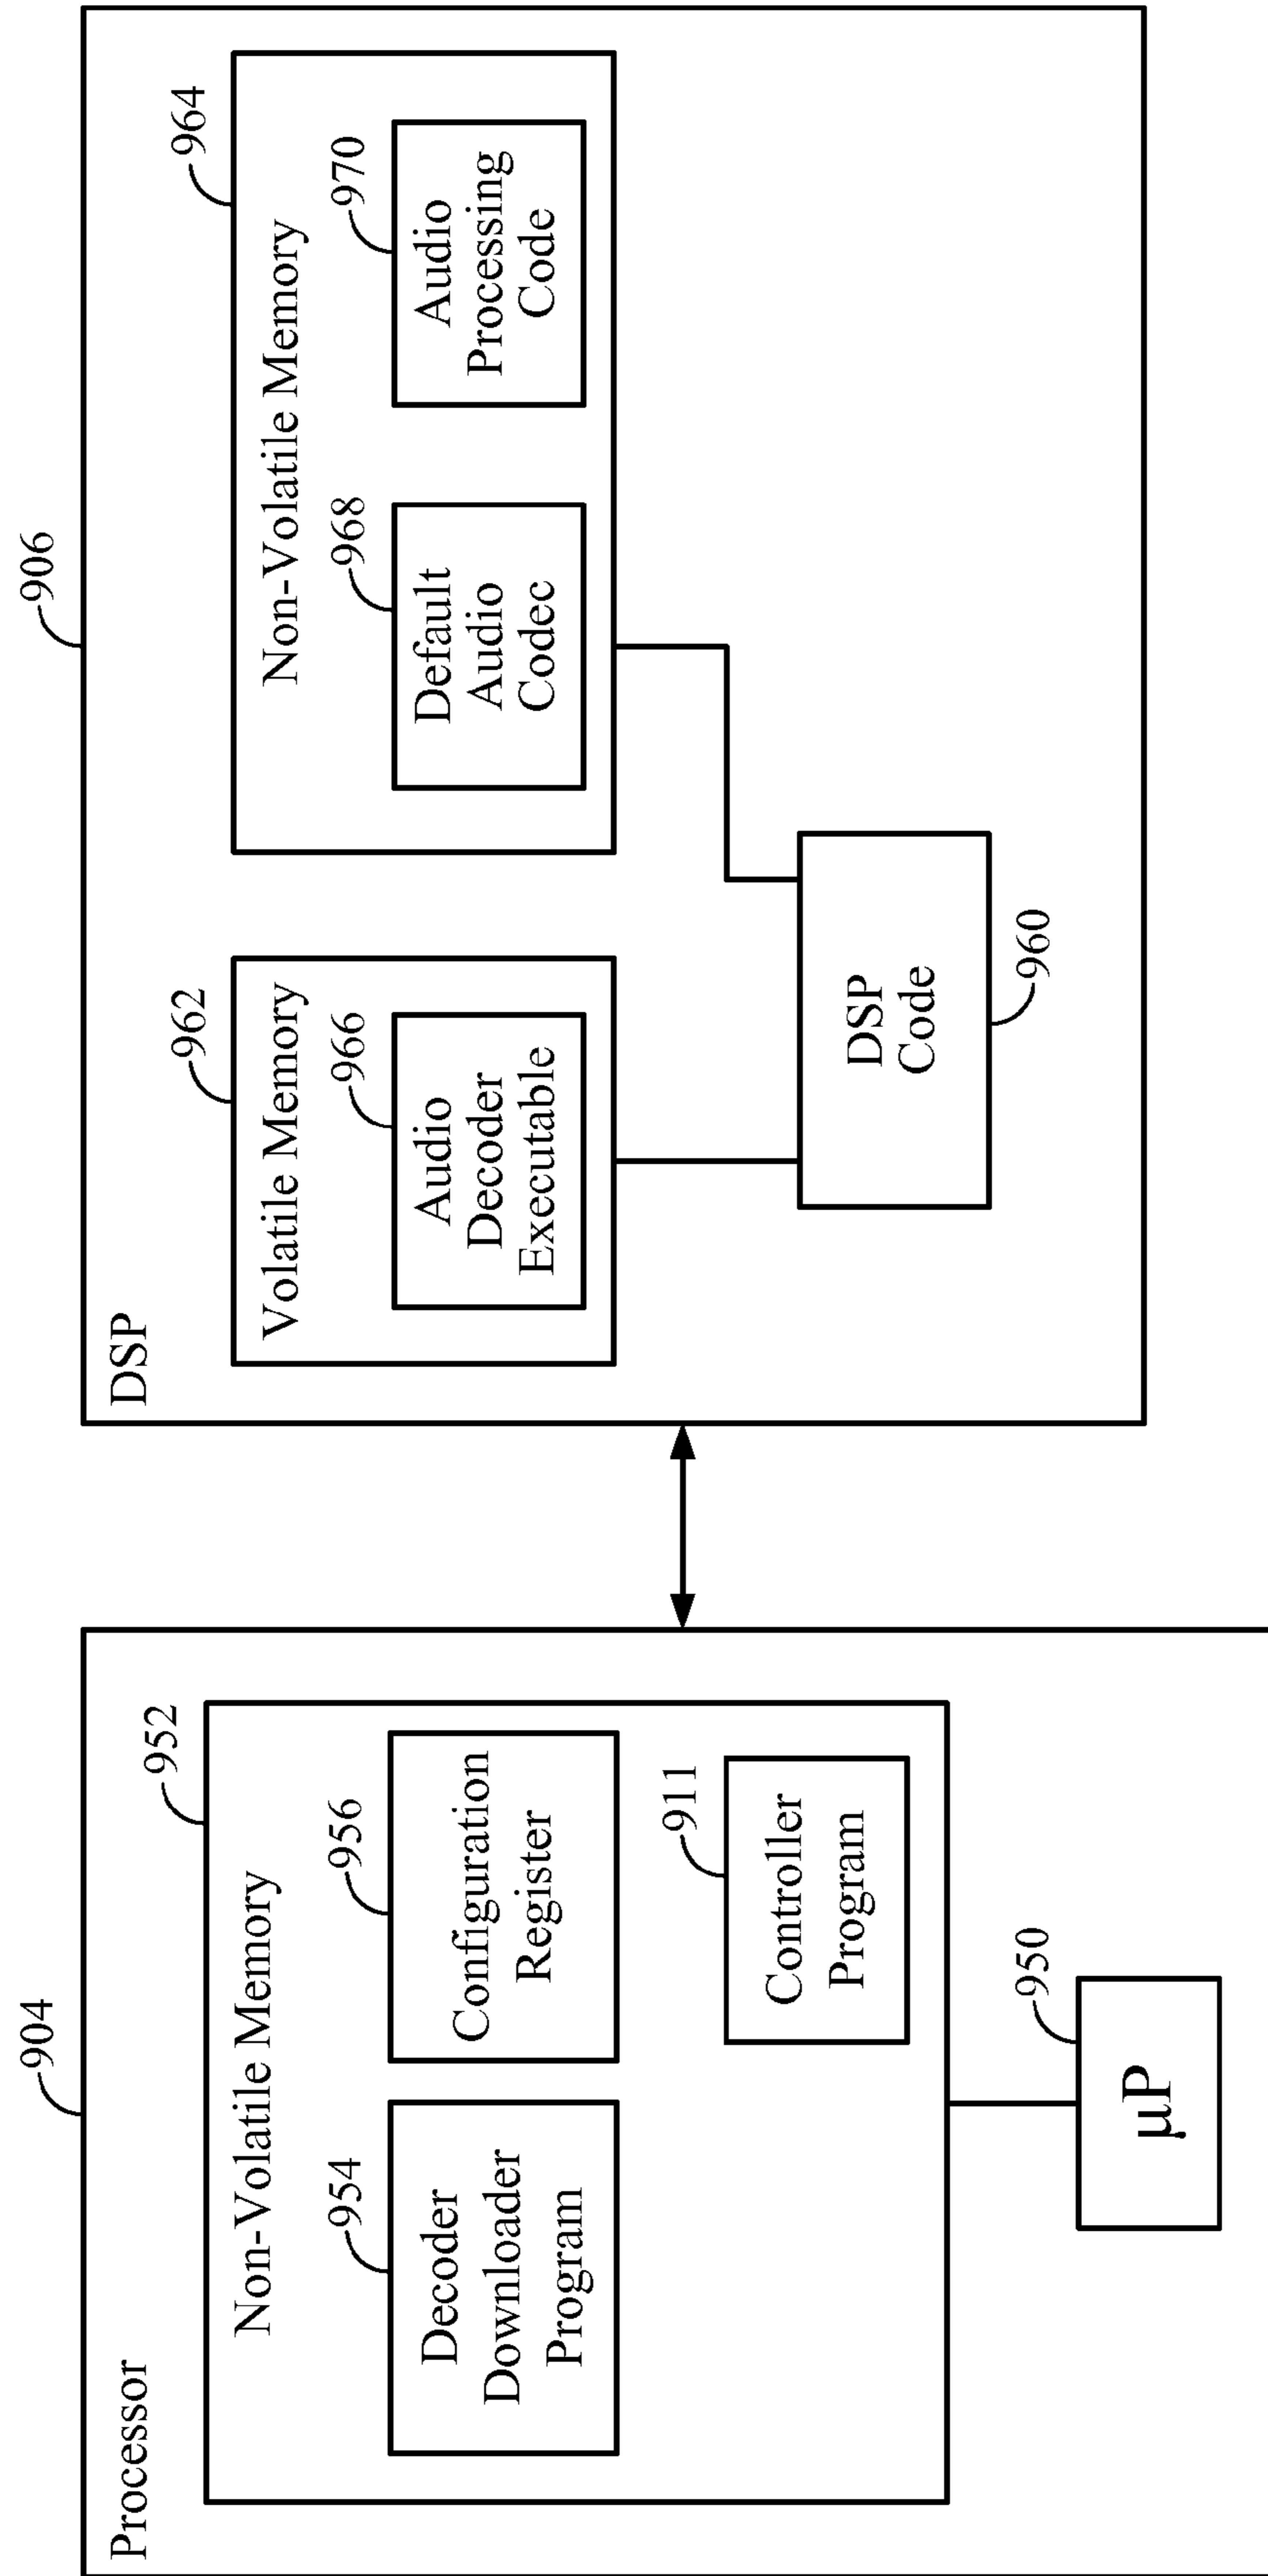 904
Processor
952
Non-Volatile Memory
954
Decoder
Downloader
Program
956
Configuration
Register
911
Controller
Program
950
µP
906
DSP
962
Volatile Memory
966
Audio
Decoder
Executable
964
Non-Volatile Memory
968
Default
Audio
Codec
970
Audio
Processing
Code
DSP
Code
960